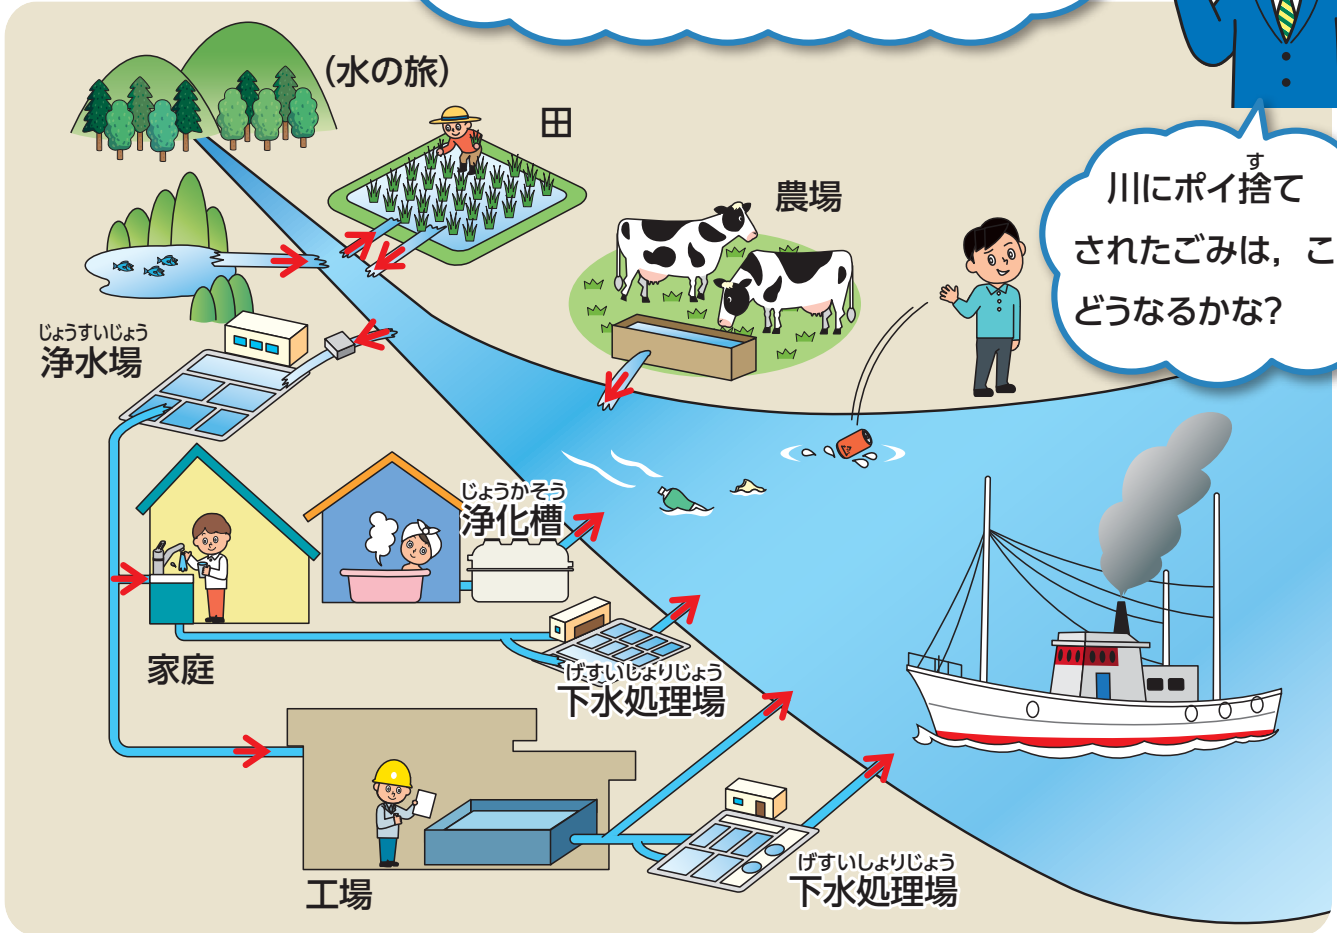 (水の旅)
田
農場
す
川にポイ捨て
されたごみは，こ
どうなるかな?
じょうすいじょう
浄水場
じょうかそう
浄化槽
家庭
げすいしょりじょう
下水処理場
工場
げすいしょりじょう
下水処理場